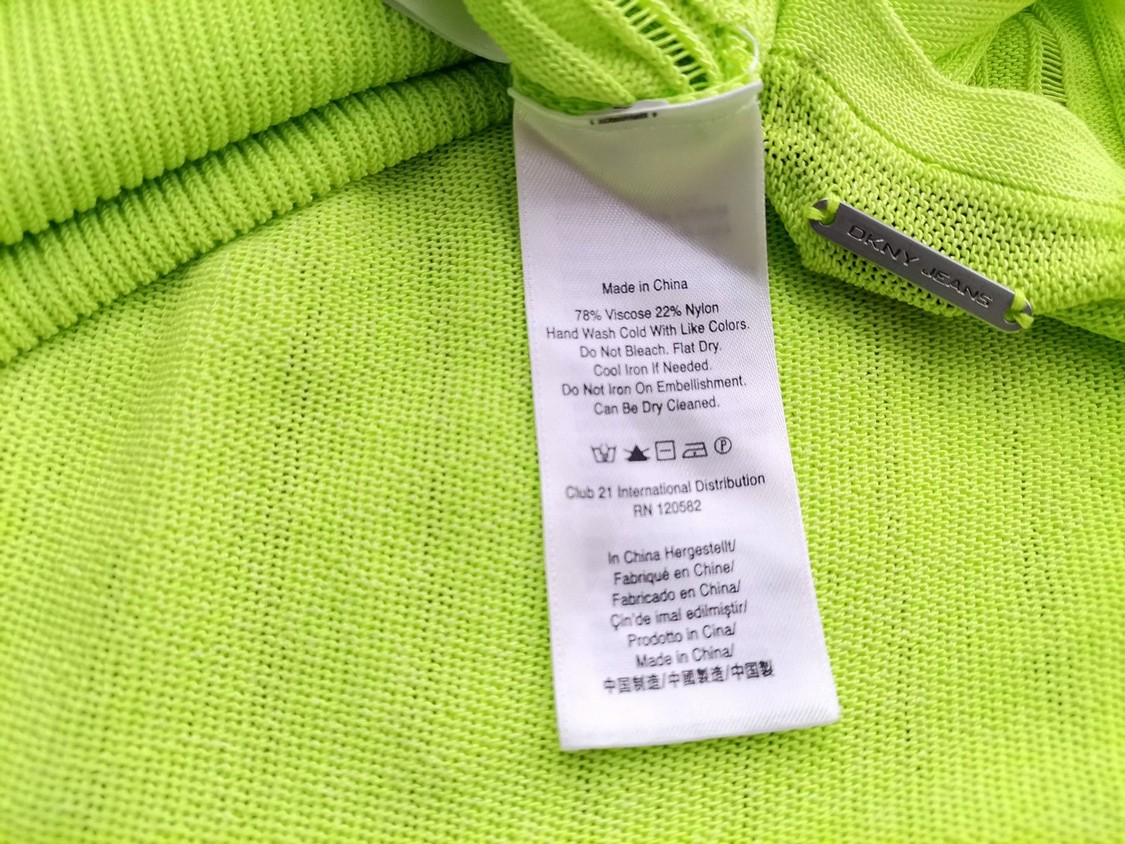 DKNY JEANS
Made in China
78% Viscose 22% Nylon
Hand Wash Cold With Like Colors.
Do Not Bleach. Flat Dry.
Cool Iron If Needed.
Do Not Iron On Embellishment.
Can Be Dry Cleaned.
P
Club 21 International Distribution
RN 120582
In China Hergestellt/
Fabriqué en Chine/
Fabricado en China/
Çin'de imal edilmiştir/
Prodotto in Cina/
Made in China/
中国制造/中國製造/中国製